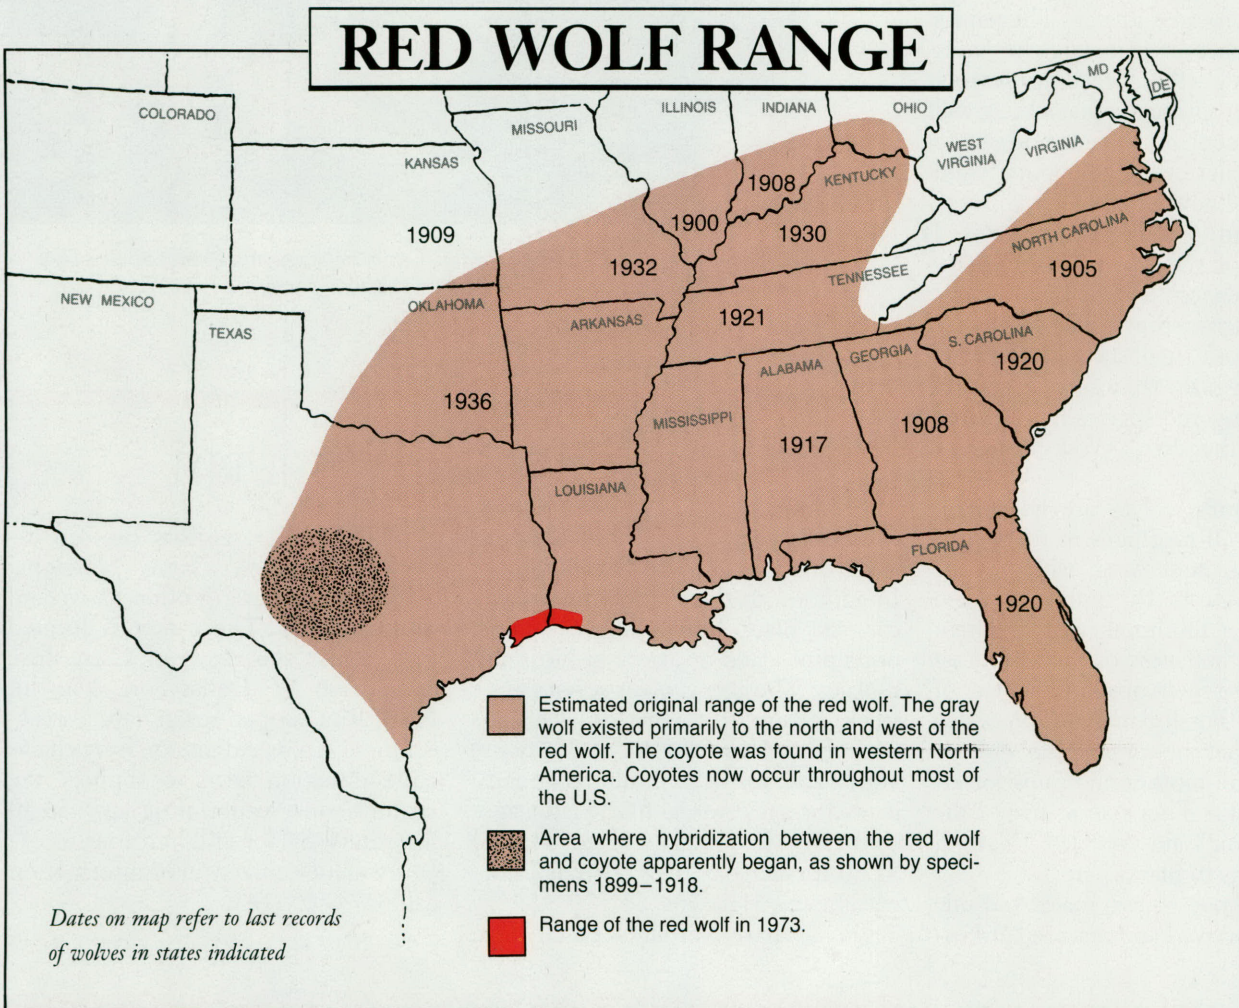 RED WOLF RANGE
COLORADO
KANSAS
1909
MISSOURI
ILLINOIS
INDIANA
OHIO
MD
DE
WEST
VIRGINIA
VIRGINIA
1908
KENTUCKY
1900
1930
1932
NORTH CAROLINA
1905
NEW MEXICO
TEXAS
OKLAHOMA
1936
ARKANSAS
TENNESSEE
1921
S. CAROLINA
1920
MISSISSIPPI
ALABAMA
1917
GEORGIA
1908
LOUISIANA
FLORIDA
1920
Estimated original range of the red wolf. The gray
wolf existed primarily to the north and west of the
red wolf. The coyote was found in western North
America. Coyotes now occur throughout most of
the U.S.
Area where hybridization between the red wolf
and coyote apparently began, as shown by speci-
mens 1899–1918.
Range of the red wolf in 1973.
Dates on map refer to last records
of wolves in states indicated